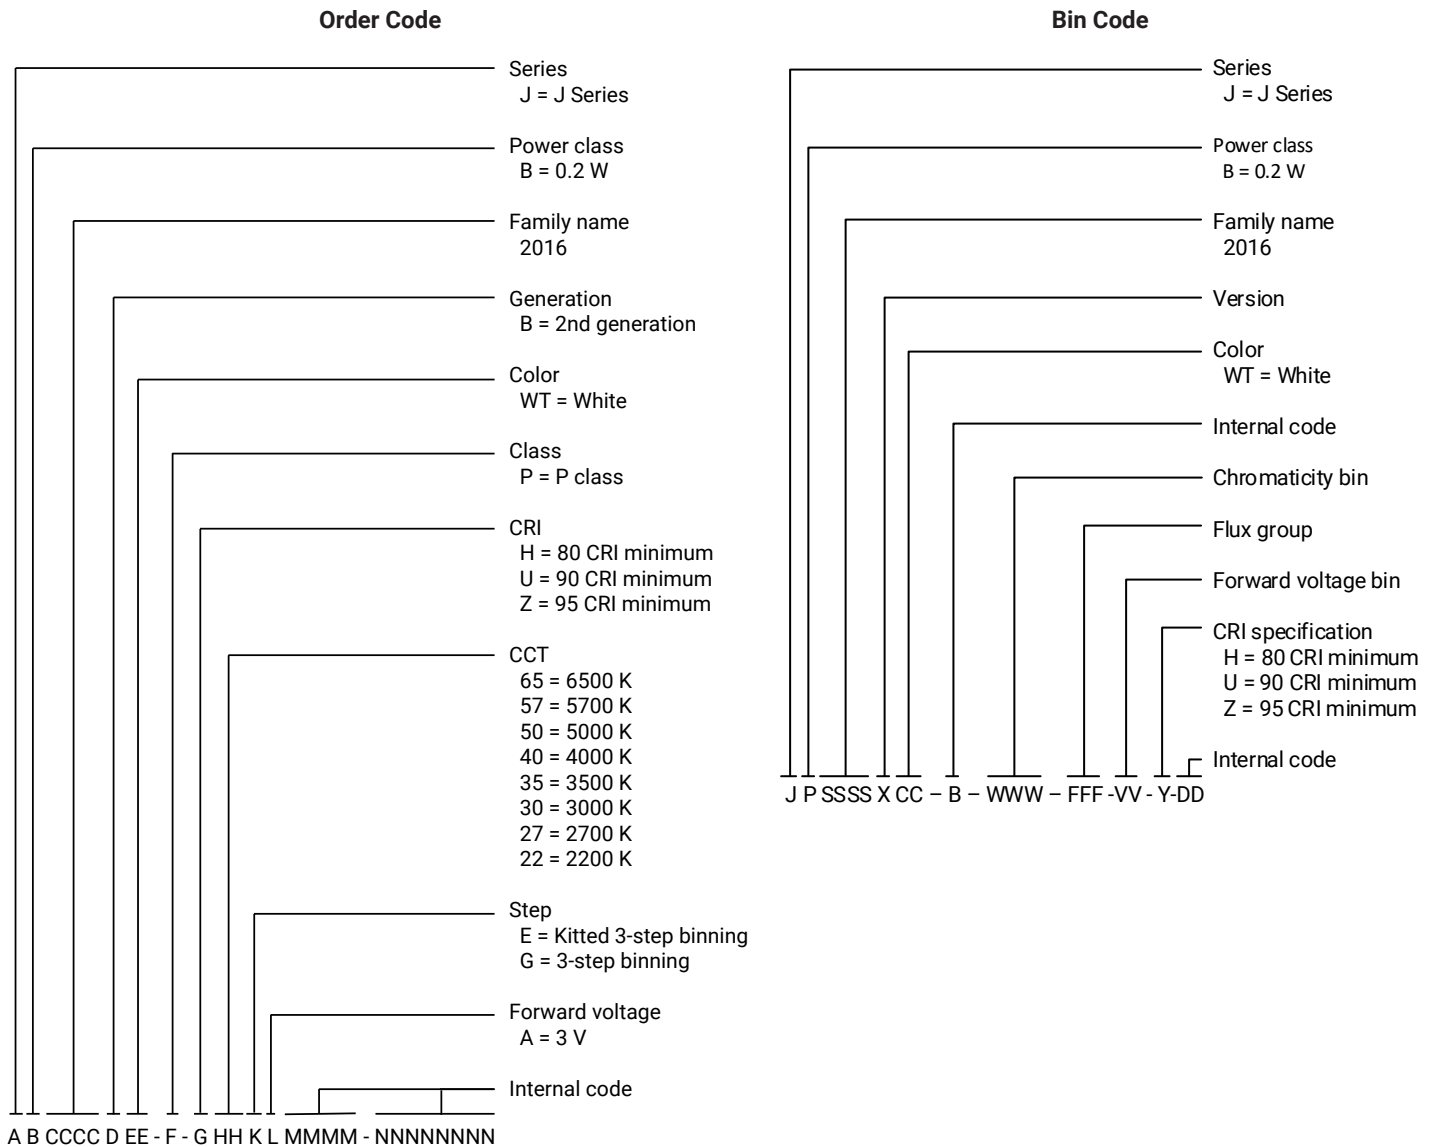 Order Code
Series
J = J Series
Power class
B = 0.2 W
Family name
2016
Generation
B = 2nd generation
Color
WT = White
Class
P = P class
CRI
H = 80 CRI minimum
U = 90 CRI minimum
Z = 95 CRI minimum
CCT
65 = 6500 K
57 = 5700 K
50 = 5000 K
40 = 4000 K
35 = 3500 K
30 = 3000 K
27 = 2700 K
22 = 2200 K
Step
E = Kitted 3-step binning
G = 3-step binning
Forward voltage
A = 3 V
Internal code
A B CCCC D EE - F - G HH K L MMMM - NNNNNNNN
Bin Code
Series
J = J Series
Power class
B = 0.2 W
Family name
2016
Version
Color
WT = White
Internal code
Chromaticity bin
Flux group
Forward voltage bin
CRI specification
H = 80 CRI minimum
U = 90 CRI minimum
Z = 95 CRI minimum
Internal code
J P SSSS X CC – B – WWW – FFF -VV - Y-DD